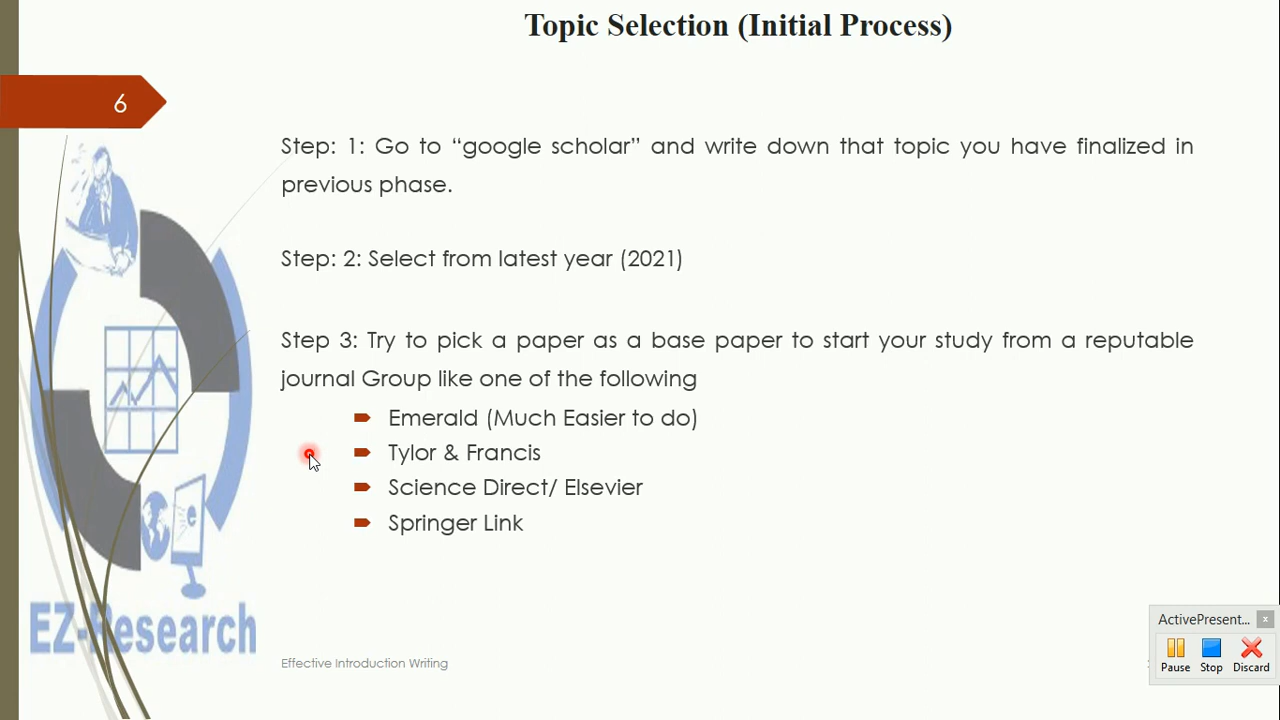 Topic Selection (Initial Process)
6
Step: 1: Go to “google scholar” and write down that topic you have finalized in
previous phase.
Step: 2: Select from latest year (2021)
Step 3: Try to pick a paper as a base paper to start your study from a reputable
journal Group like one of the following
Emerald (Much Easier to do)
Tylor & Francis
Science Direct/ Elsevier
Springer Link
EZ-Research
Effective Introduction Writing
ActivePresent...
x
Pause Stop Discard